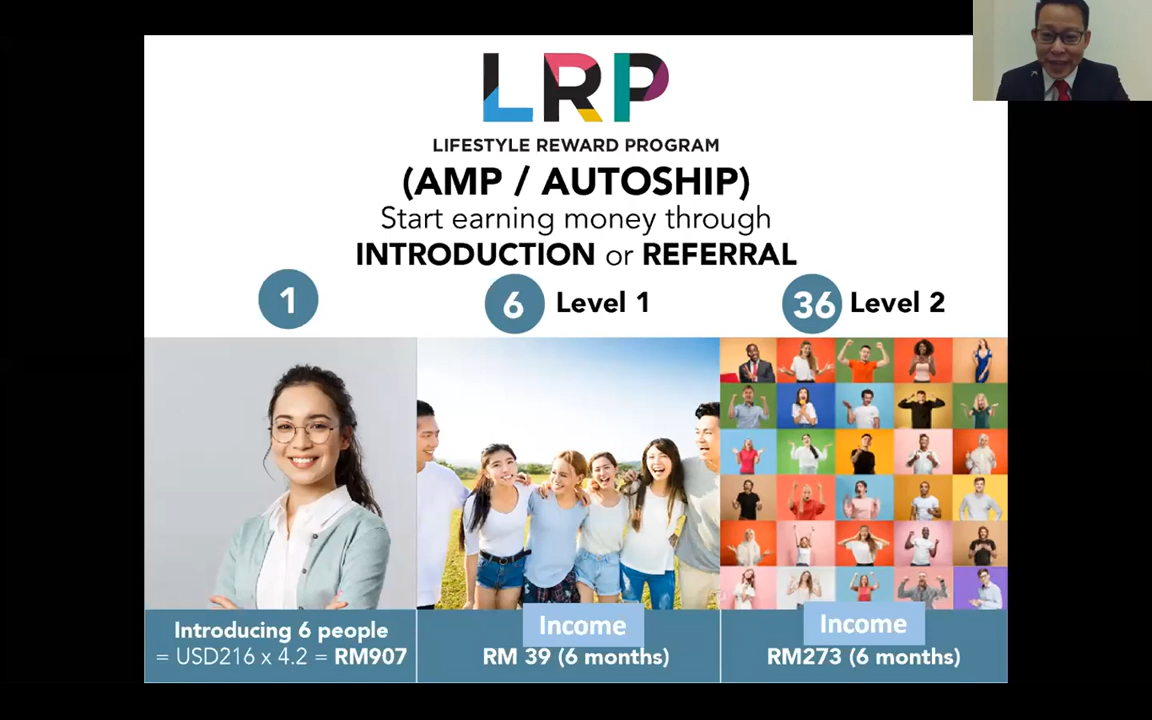 LRP
LIFESTYLE REWARD PROGRAM
(AMP / AUTOSHIP)
Start earning money through
INTRODUCTION or REFERRAL
1
6 Level 1
36 Level 2
Introducing 6 people
= USD216 x 4.2 = RM907
Income
RM 39 (6 months)
Income
RM273 (6 months)